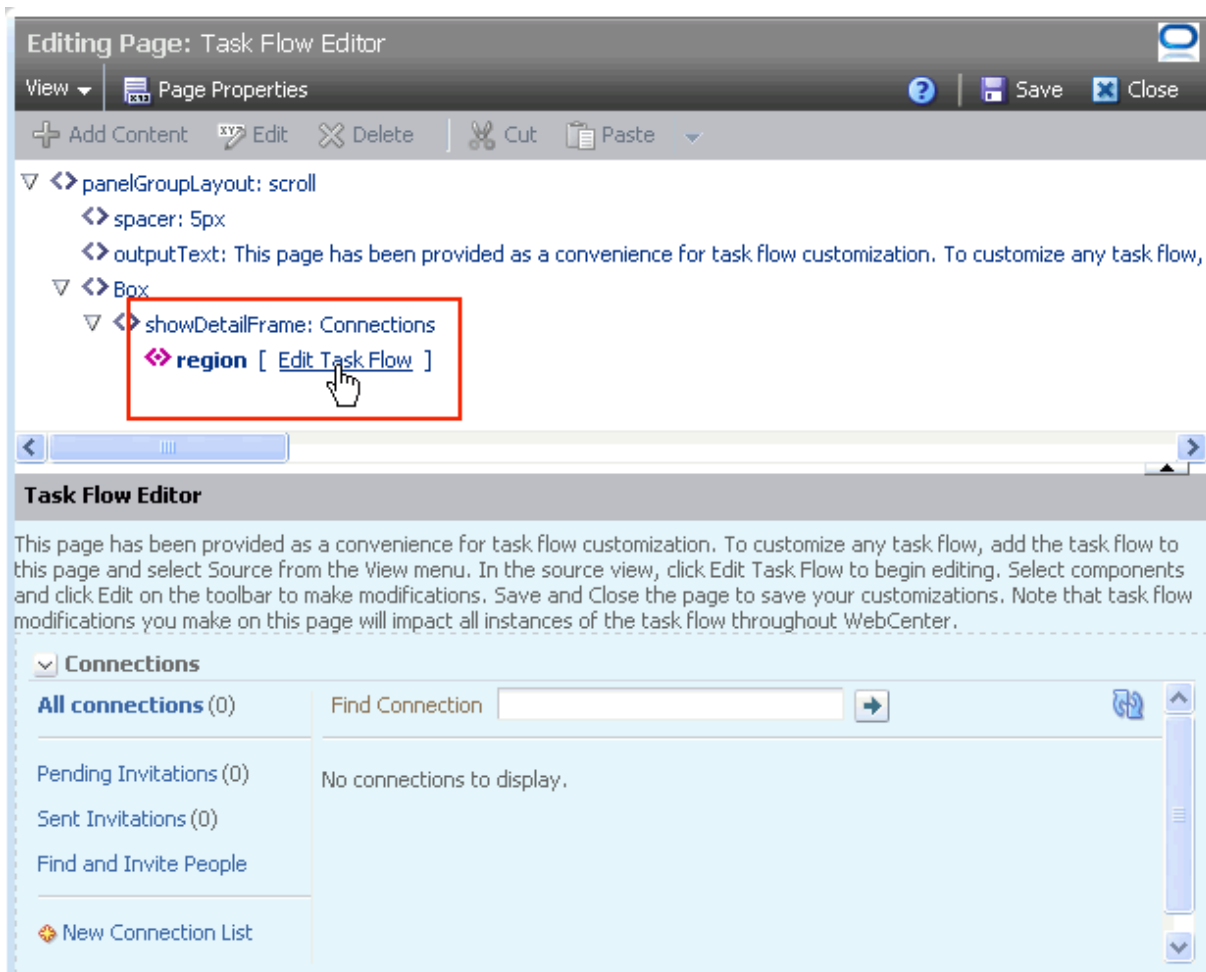 Editing Page: Task Flow Editor
View Page Properties Save Close
Add Content Edit Delete Cut Paste
panelGroupLayout: scroll
spacer: 5px
outputText: This page has been provided as a convenience for task flow customization. To customize any task flow,
Box
showDetailFrame: Connections
region [ Edit Task Flow ]
Task Flow Editor
This page has been provided as a convenience for task flow customization. To customize any task flow, add the task flow to
this page and select Source from the View menu. In the source view, click Edit Task Flow to begin editing. Select components
and click Edit on the toolbar to make modifications. Save and Close the page to save your customizations. Note that task flow
modifications you make on this page will impact all instances of the task flow throughout WebCenter.
Connections
All connections (0) Find Connection
Pending Invitations (0)
No connections to display.
Sent Invitations (0)
Find and Invite People
New Connection List